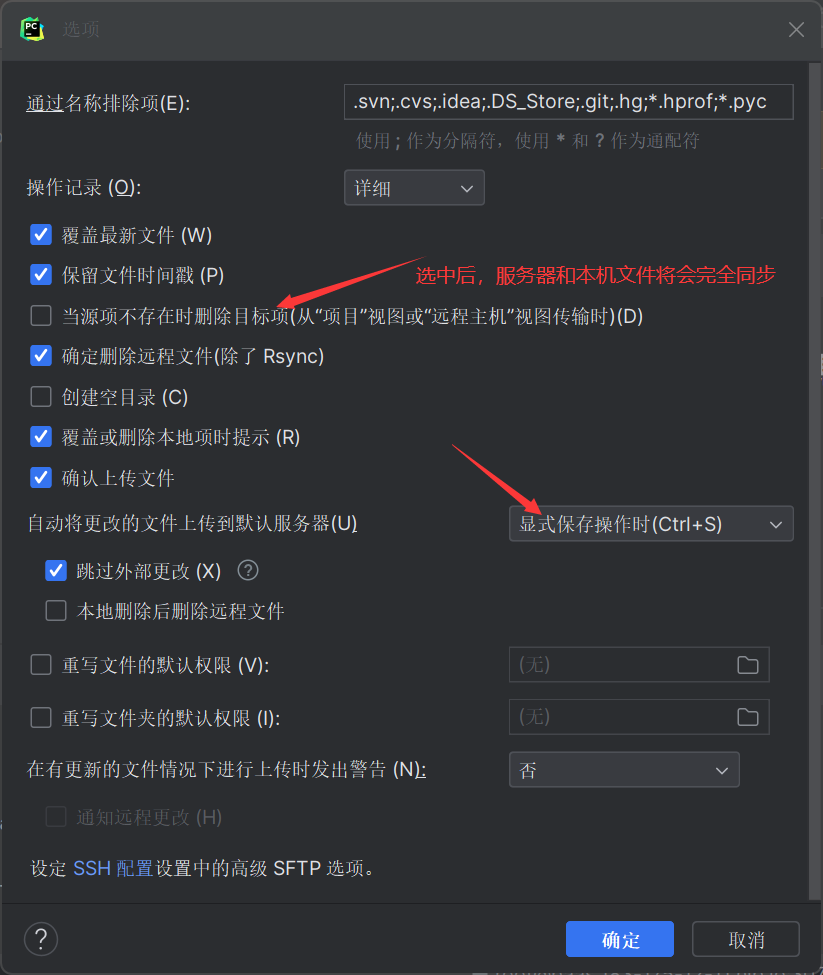 PC
选项
通过名称排除项(E):
.svn;.cvs;.idea;.DS_Store;.git;.hg;*.hprof;*.pyc
使用 ; 作为分隔符，使用 * 和 ? 作为通配符
操作记录 (O):
详细
覆盖最新文件 (W)
保留文件时间戳 (P)
选中后，服务器和本机文件将会完全同步
当源项不存在时删除目标项(从“项目”视图或“远程主机”视图传输时)(D)
确定删除远程文件(除了 Rsync)
创建空目录 (C)
覆盖或删除本地项时提示 (R)
确认上传文件
自动将更改的文件上传到默认服务器(U)
显式保存操作时(Ctrl+S)
跳过外部更改 (X)
?
本地删除后删除远程文件
重写文件的默认权限 (V):
(无)
重写文件夹的默认权限 (I):
(无)
在有更新的文件情况下进行上传时发出警告 (N):
否
通知远程更改 (H)
设定 SSH 配置设置中的高级 SFTP 选项。
?
确定
取消